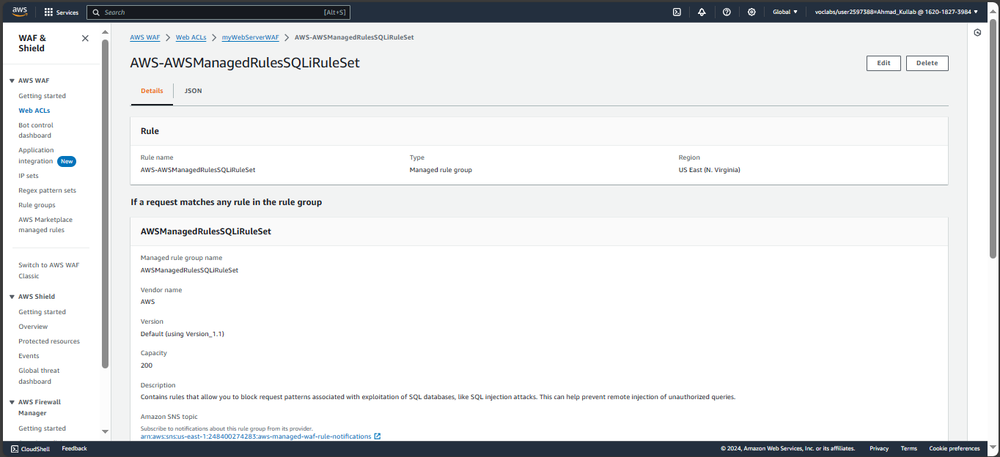 aws
Services
Search
[Alt+S]
Global
voclabs/user2597388=Ahmad_Kullab @ 1620-1827-3984
WAF & Shield
AWS WAF
Getting started
Web ACLs
Bot control
dashboard
Application
integration New
IP sets
Regex pattern sets
Rule groups
AWS Marketplace
managed rules
Switch to AWS WAF
Classic
AWS Shield
Getting started
Overview
Protected resources
Events
Global threat
dashboard
AWS Firewall
Manager
Getting started
AWS WAF > Web ACLs > myWebServerWAF > AWS-AWSManagedRulesSQLiRuleSet
AWS-AWSManagedRulesSQLiRuleSet
Edit
Delete
Details
JSON
Rule
Rule name
AWS-AWSManagedRulesSQLiRuleSet
Type
Managed rule group
Region
US East (N. Virginia)
If a request matches any rule in the rule group
AWSManagedRulesSQLiRuleSet
Managed rule group name
AWSManagedRulesSQLiRuleSet
Vendor name
AWS
Version
Default (using Version_1.1)
Capacity
200
Description
Contains rules that allow you to block request patterns associated with exploitation of SQL databases, like SQL injection attacks. This can help prevent remote injection of unauthorized queries.
Amazon SNS topic
Subscribe to notifications about this rule group from its provider.
arn:aws:sns:us-east-1:248400274283:aws-managed-waf-rule-notifications
CloudShell
Feedback
© 2024, Amazon Web Services, Inc. or its affiliates.
Privacy
Terms
Cookie preferences